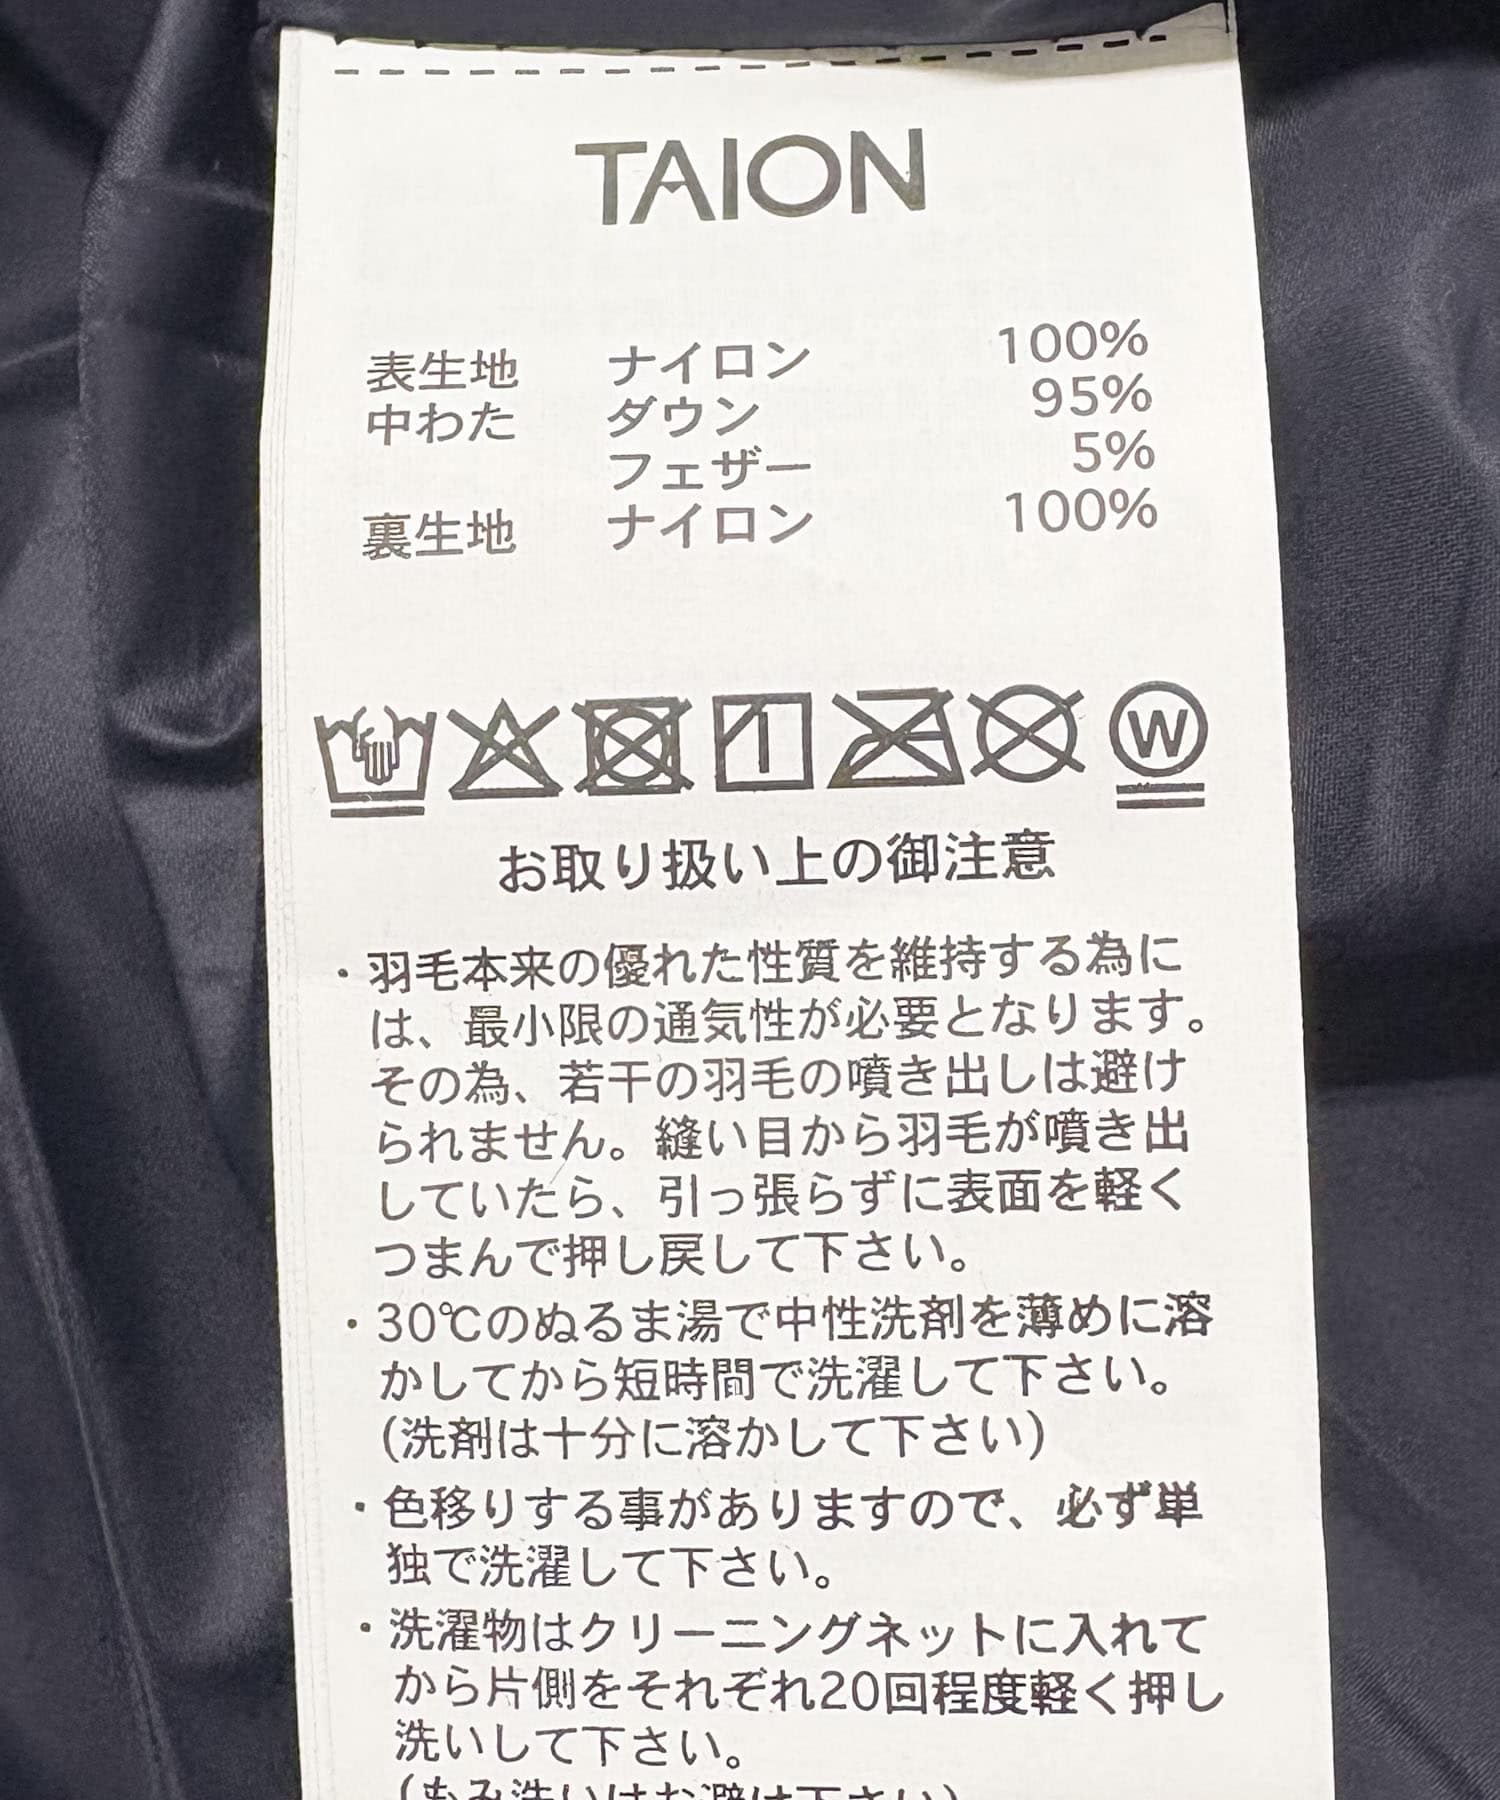 TAION
表生地 ナイロン 100%
中わた ダウン 95%
フェザー 5%
裏生地 ナイロン 100%
W
お取り扱い上の御注意
・羽毛本来の優れた性質を維持する為に
は、最小限の通気性が必要となります。
その為、若干の羽毛の噴き出しは避け
られません。縫い目から羽毛が噴き出
していたら、引っ張らずに表面を軽く
つまんで押し戻して下さい。
・30℃のぬるま湯で中性洗剤を薄めに溶
かしてから短時間で洗濯して下さい。
(洗剤は十分に溶かして下さい)
・色移りする事がありますので、必ず単
独で洗濯して下さい。
・洗濯物はクリーニングネットに入れて
から片側をそれぞれ20回程度軽く押し
洗いして下さい。
(もみ洗いはお避け下さい)